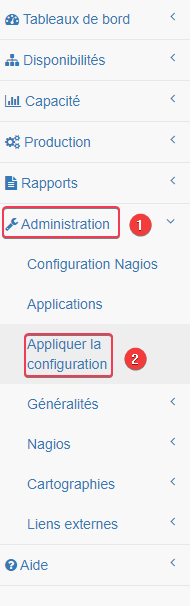 Tableaux de bord
Disponibilités
Capacité
Production
Rapports
Administration 1
Configuration Nagios
Applications
Appliquer la
configuration 2
Généralités
Nagios
Cartographies
Liens externes
Aide